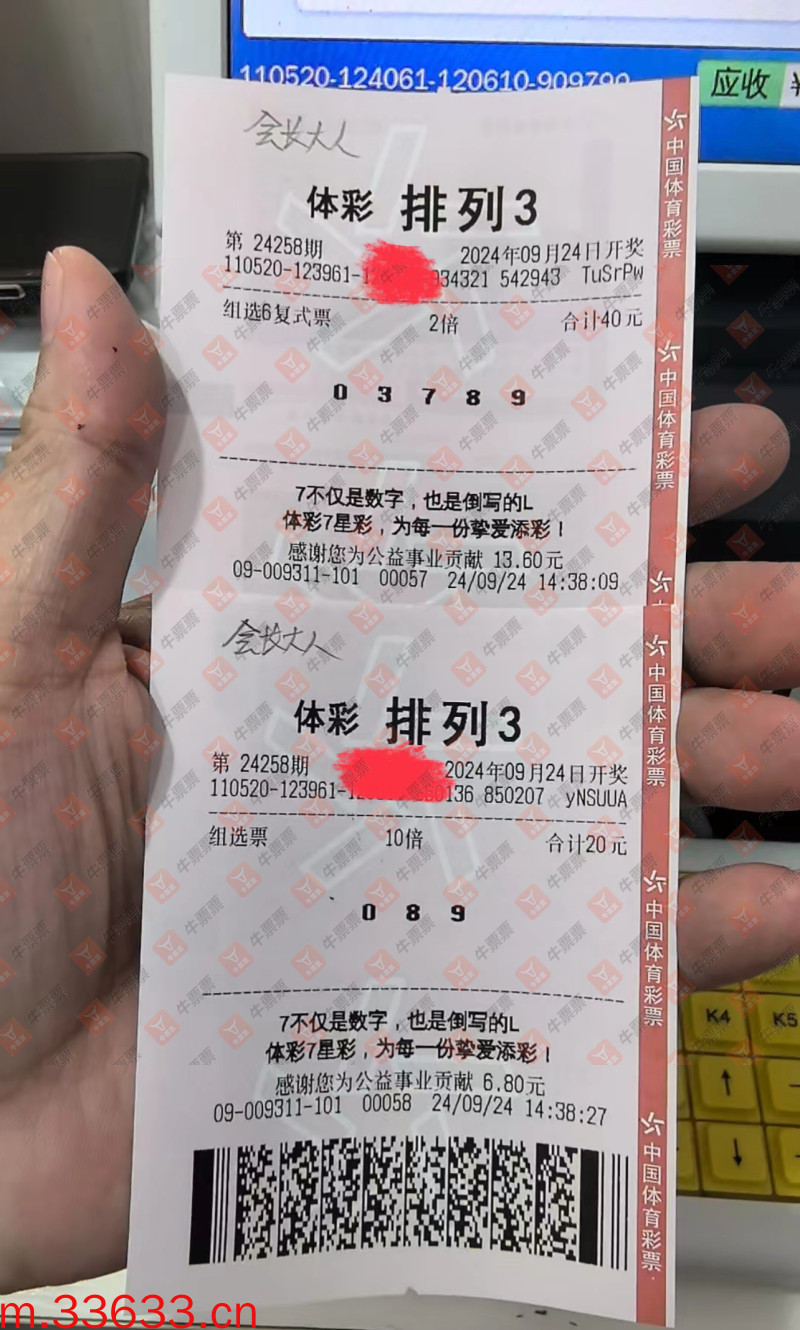 110520-124061-120610-909790
应收
会长大人
体彩 排列3
第 24258期 2024年09月24日开奖
110520-123961-1 934321 542943 TuSrPw
组选6复式票 2倍 合计40元
0 3 7 8 9
7不仅是数字，也是倒写的L
体彩7星彩，为每一份挚爱添彩！
感谢您为公益事业贡献 13.60元
09-009311-101 00057 24/09/24 14:38:09
会长大人
体彩 排列3
第 24258期 2024年09月24日开奖
110520-123961- 136 850207 yNSUUA
组选票 10倍 合计20元
0 8 9
7不仅是数字，也是倒写的L
体彩7星彩，为每一份挚爱添彩！
感谢您为公益事业贡献 6.80元
09-009311-101 00058 24/09/24 14:38:27
中国体育彩票
中国体育彩票
中国体育彩票
中国体育彩票
中国体育彩票
K4 K5
↑
↓
牛票票
m.33633.cn